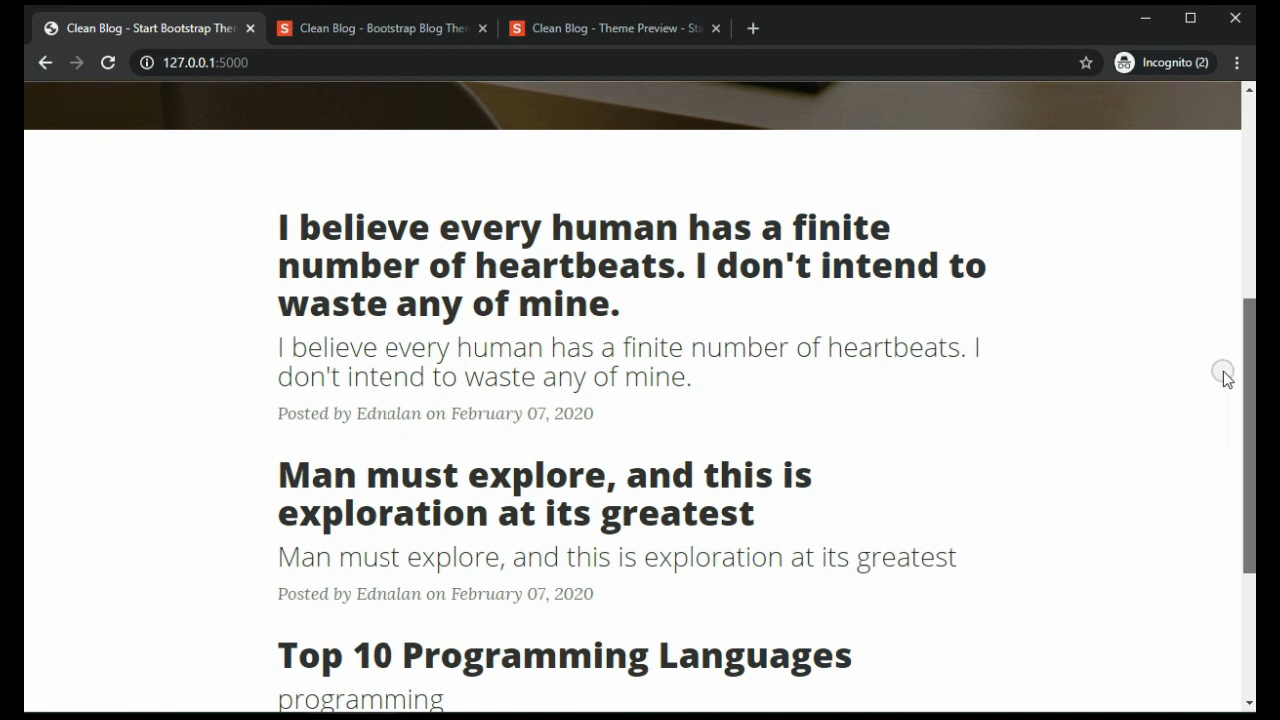 Clean Blog - Start Bootstrap The
Clean Blog - Bootstrap Blog The
Clean Blog - Theme Preview - Sta
127.0.0.1:5000
Incognito (2)
I believe every human has a finite
number of heartbeats. I don't intend to
waste any of mine.
I believe every human has a finite number of heartbeats. I
don't intend to waste any of mine.
Posted by Ednalan on February 07, 2020
Man must explore, and this is
exploration at its greatest
Man must explore, and this is exploration at its greatest
Posted by Ednalan on February 07, 2020
Top 10 Programming Languages
programming